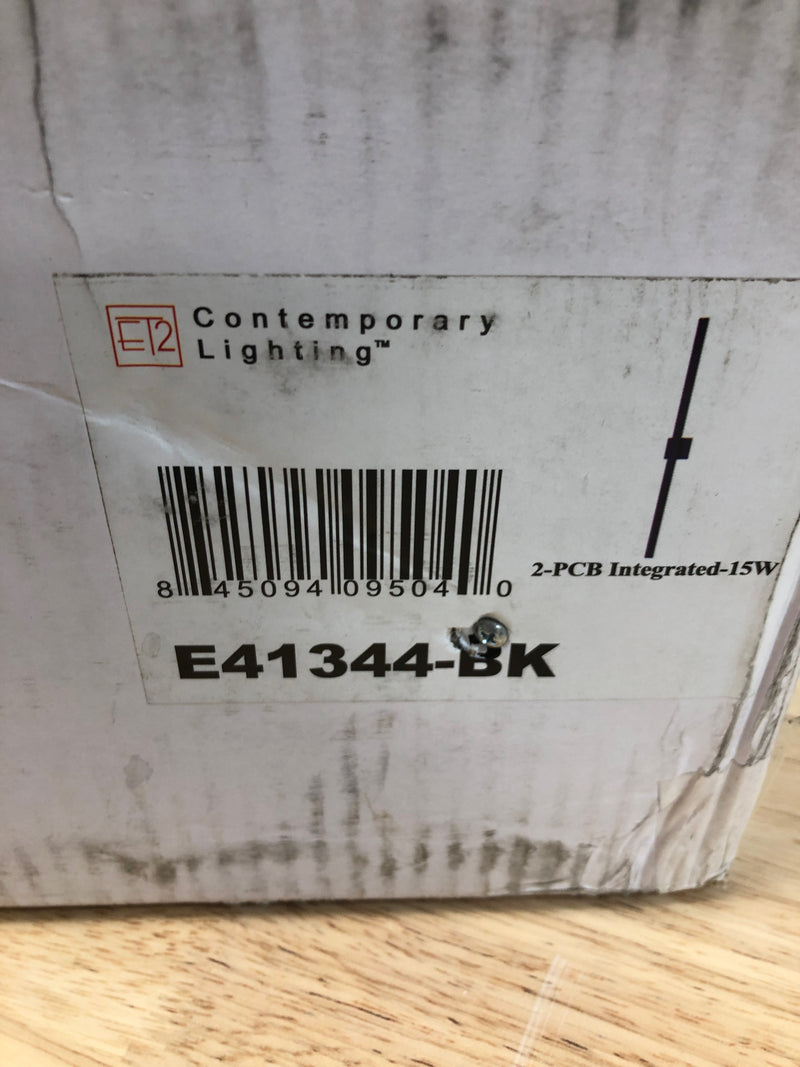 ET2
Contemporary
Lighting™
2-PCB Integrated-15W
8 45094 09504 0
E41344-BK